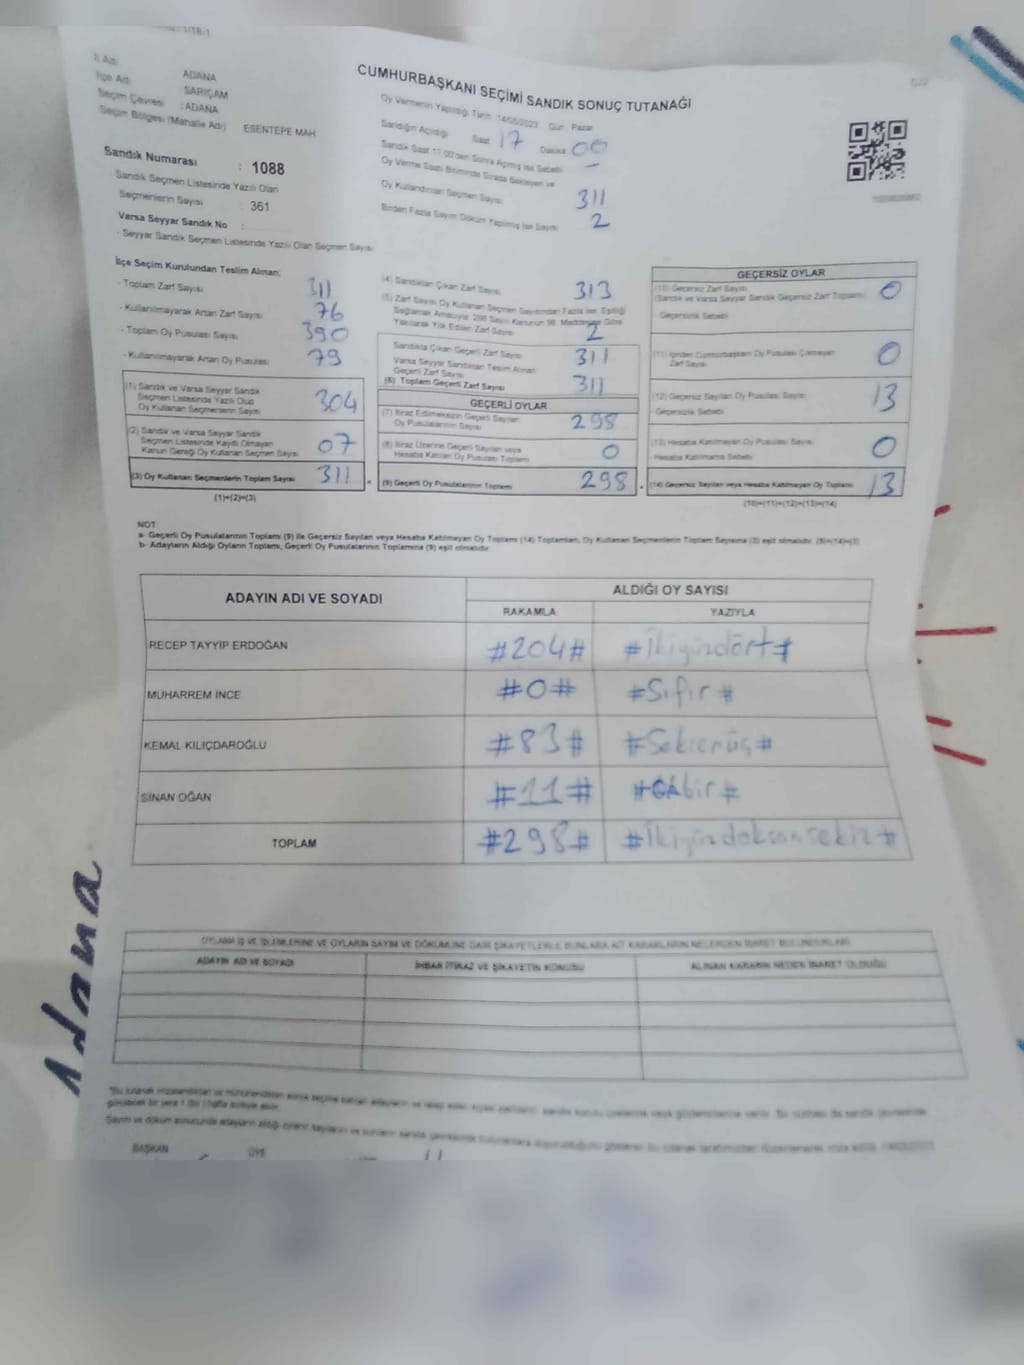 İl Adı ADANA
İlçe Adı SARIÇAM
Seçim Çevresi : ADANA
Seçim Bölgesi (Mahalle Adı) ESENTEPE MAH
Sandık Numarası : 1088
Sandık Seçmen Listesinde Yazılı Olan
Seçmenlerin Sayısı : 361
Varsa Seyyar Sandık No :
- Seyyar Sandık Seçmen Listesinde Yazılı Olan Seçmen Sayısı
CUMHURBAŞKANI SEÇİMİ SANDIK SONUÇ TUTANAĞI
Oy Vermenin Yapıldığı Tarih: 14/05/2023 Gün: Pazar
Sandığın Açıldığı Saat 17 Dakika 00
Sandık Saat 17:00'den Sonra Açılmış İse Sebebi -
Oy Verme Saati Bitiminde Sırada Bekleyen ve
Oy Kullandırılan Seçmen Sayısı 311
Birden Fazla Sayım Döküm Yapılmış İse Sayısı 2
İlçe Seçim Kurulundan Teslim Alınan:
- Toplam Zarf Sayısı 311
- Kullanılmayarak Artan Zarf Sayısı 76
- Toplam Oy Pusulası Sayısı 390
- Kullanılmayarak Artan Oy Pusulası 79
(1) Sandık ve Varsa Seyyar Sandık
Seçmen Listesinde Yazılı Olup
Oy Kullanan Seçmenlerin Sayısı 304
(2) Sandık ve Varsa Seyyar Sandık
Seçmen Listesinde Kayıtlı Olmayan
Kanun Gereği Oy Kullanan Seçmen Sayısı 07
(3) Oy Kullanan Seçmenlerin Toplam Sayısı 311
(1)+(2)=(3)
(4) Sandıktan Çıkan Zarf Sayısı 313
(5) Zarf Sayısı Oy Kullanan Seçmen Sayısından Fazla İse, Eşitliği
Sağlamak Amacıyla; 298 Sayılı Kanunun 98. Maddesine Göre
Yakılarak Yok Edilen Zarf Sayısı 2
Sandıkta Çıkan Geçerli Zarf Sayısı 311
Varsa Seyyar Sandıktan Teslim Alınan
Geçerli Zarf Sayısı
(6) Toplam Geçerli Zarf Sayısı 311
GEÇERLİ OYLAR
(7) İtiraz Edilmeksizin Geçerli Sayılan
Oy Pusulalarının Sayısı 298
(8) İtiraz Üzerine Geçerli Sayılan veya
Hesaba Katılan Oy Pusulası Toplamı 0
(9) Geçerli Oy Pusulalarının Toplamı 298
GEÇERSİZ OYLAR
(10) Geçersiz Zarf Sayısı 0
(Sandık ve Varsa Seyyar Sandık Geçersiz Zarf Toplamı)
- Geçersizlik Sebebi:
(11) İçinden Cumhurbaşkanı Oy Pusulası Çıkmayan
Zarf Sayısı 0
(12) Geçersiz Sayılan Oy Pusulası Sayısı 13
Geçersizlik Sebebi:
(13) Hesaba Katılmayan Oy Pusulası Sayısı 0
Hesaba Katılmama Sebebi:
(14) Geçersiz Sayılan veya Hesaba Katılmayan Oy Toplamı 13
(10)+(11)+(12)+(13)=(14)
NOT:
a- Geçerli Oy Pusulalarının Toplamı (9) ile Geçersiz Sayılan veya Hesaba Katılmayan Oy Toplamı (14) Toplamları, Oy Kullanan Seçmenlerin Toplam Sayısına (3) eşit olmalıdır. (9)+(14)=(3)
b- Adayların Aldığı Oyların Toplamı, Geçerli Oy Pusulalarının Toplamına (9) eşit olmalıdır.
ADAYIN ADI VE SOYADI ALDIĞI OY SAYISI
RAKAMLA YAZIYLA
RECEP TAYYİP ERDOĞAN #204# #İkiyüzdört#
MUHARREM İNCE #0# #Sıfır#
KEMAL KILIÇDAROĞLU #83# #Seksenüç#
SİNAN OĞAN #11#
TOPLAM #298# #İkiyüzdoksansekiz#
OYLAMA İŞ VE İŞLEMLERİNE VE OYLARIN SAYIM VE DÖKÜMÜNE DAİR ŞİKAYETLERLE BUNLARA AİT KARARLARIN NELERDEN İBARET BULUNDUKLARI
ADAYIN ADI VE SOYADI İHBAR İTİRAZ VE ŞİKAYETİN KONUSU ALINAN KARARIN NEDEN İBARET OLDUĞU
BAŞKAN ÜYE
Adana